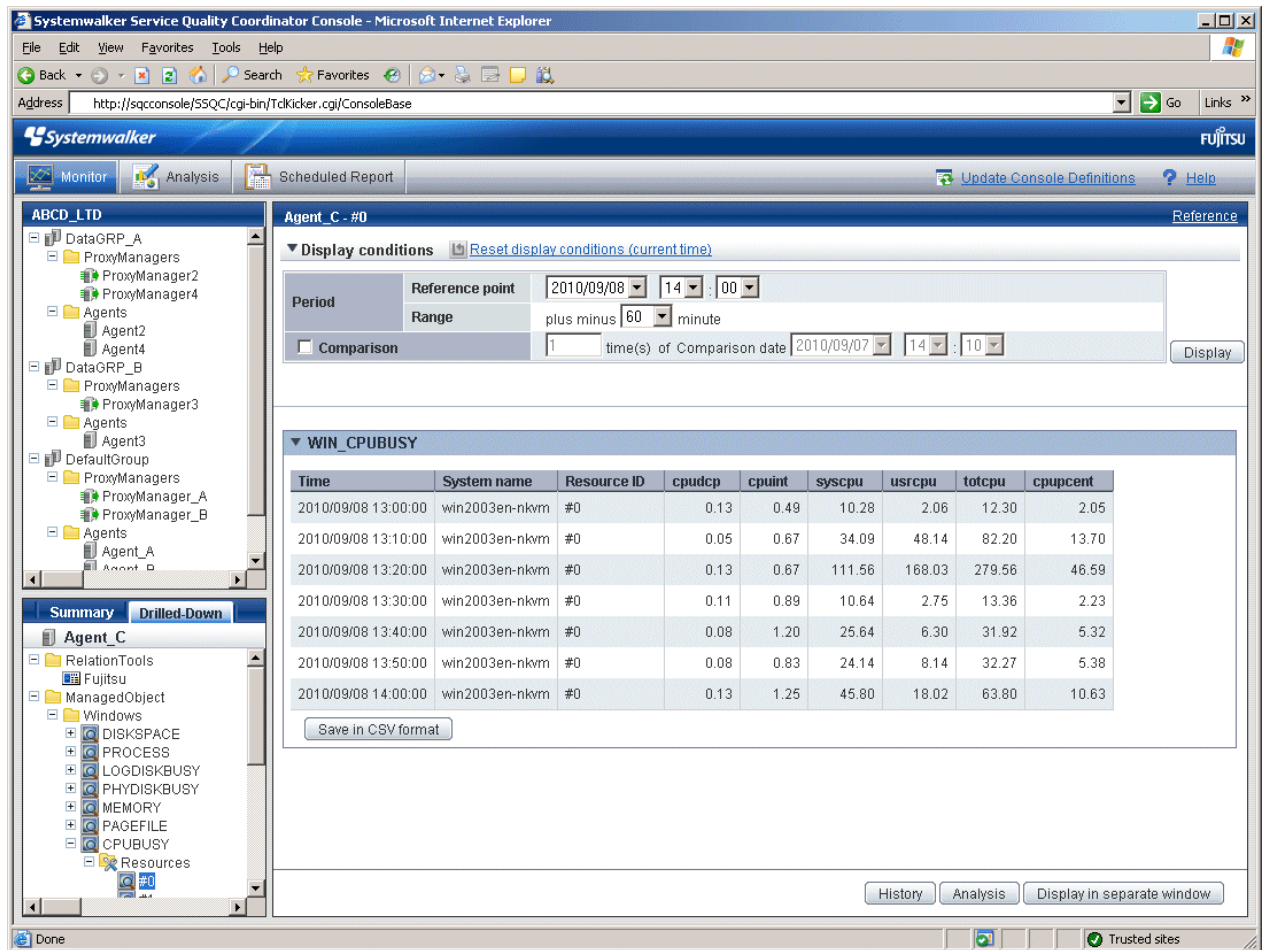 Systemwalker Service Quality Coordinator Console - Microsoft Internet Explorer
File Edit View Favorites Tools Help
Back Search Favorites
Address http://sqcconsole/SSQC/cgi-bin/TclKicker.cgi/ConsoleBase Go Links »
Systemwalker FUJITSU
Monitor Analysis Scheduled Report Update Console Definitions ? Help
ABCD_LTD
DataGRP_A
ProxyManagers
ProxyManager2
ProxyManager4
Agents
Agent2
Agent4
DataGRP_B
ProxyManagers
ProxyManager3
Agents
Agent3
DefaultGroup
ProxyManagers
ProxyManager_A
ProxyManager_B
Agents
Agent_A
Agent_B
Summary Drilled-Down
Agent_C
RelationTools
Fujitsu
ManagedObject
Windows
DISKSPACE
PROCESS
LOGDISKBUSY
PHYDISKBUSY
MEMORY
PAGEFILE
CPUBUSY
Resources
#0
#1
Agent_C - #0 Reference
Display conditions Reset display conditions (current time)
Period Reference point 2010/09/08 14 : 00
Range plus minus 60 minute
Comparison 1 time(s) of Comparison date 2010/09/07 14 : 10
Display
WIN_CPUBUSY
Time System name Resource ID cpudcp cpuint syscpu usrcpu totcpu cpupcent
2010/09/08 13:00:00 win2003en-nkvm #0 0.13 0.49 10.28 2.06 12.30 2.05
2010/09/08 13:10:00 win2003en-nkvm #0 0.05 0.67 34.09 48.14 82.20 13.70
2010/09/08 13:20:00 win2003en-nkvm #0 0.13 0.67 111.56 168.03 279.56 46.59
2010/09/08 13:30:00 win2003en-nkvm #0 0.11 0.89 10.64 2.75 13.36 2.23
2010/09/08 13:40:00 win2003en-nkvm #0 0.08 1.20 25.64 6.30 31.92 5.32
2010/09/08 13:50:00 win2003en-nkvm #0 0.08 0.83 24.14 8.14 32.27 5.38
2010/09/08 14:00:00 win2003en-nkvm #0 0.13 1.25 45.80 18.02 63.80 10.63
Save in CSV format
History Analysis Display in separate window
Done Trusted sites